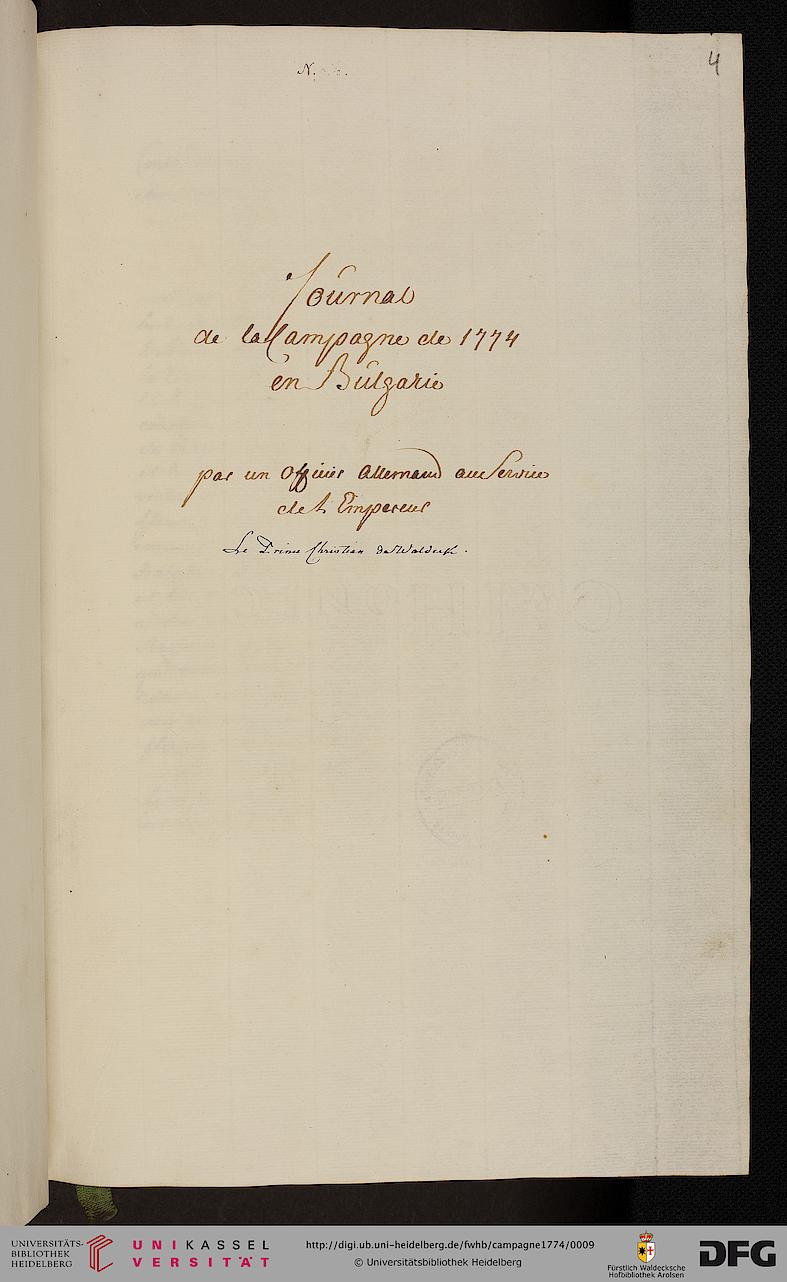 4
N.
Journal
de la Campagne de 1774
en Bulgarie
par un Officier Allemand au Service
de l'Empereur
Le Prince Christian de Waldeck.
UNIVERSITÄTS-
BIBLIOTHEK
HEIDELBERG
UNIKASSEL
VERSITÄT
http://digi.ub.uni-heidelberg.de/fwhb/campagne1774/0009
© Universitätsbibliothek Heidelberg
Fürstlich Waldecksche
Hofbibliothek Arolsen
DFG